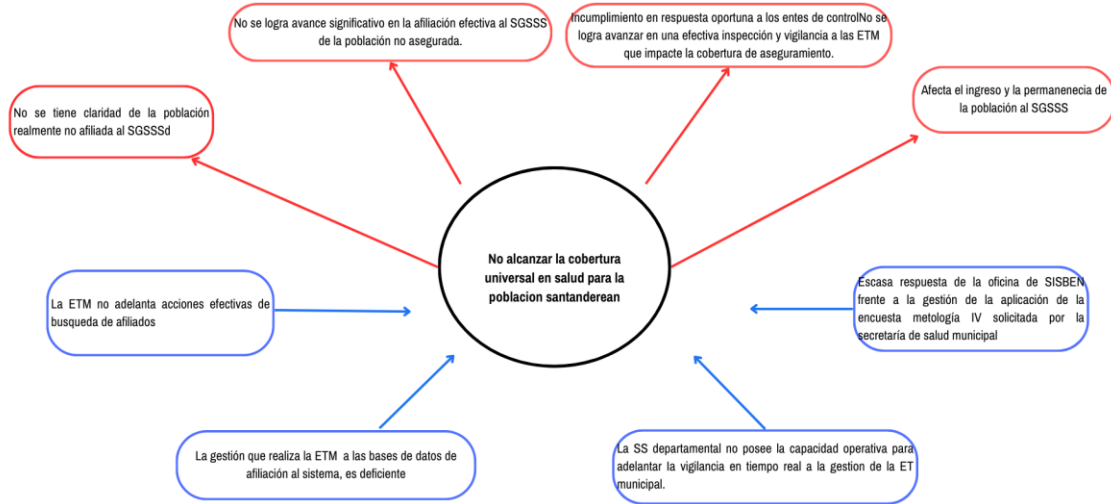 No se logra avance significativo en la afiliación efectiva al SGSSS
de la población no asegurada.
Incumplimiento en respuesta oportuna a los entes de controlNo se
logra avanzar en una efectiva inspección y vigilancia a las ETM
que impacte la cobertura de aseguramiento.
No se tiene claridad de la población
realmente no afiliada al SGSSSd
Afecta el ingreso y la permanenecia de
la población al SGSSS
No alcanzar la cobertura
universal en salud para la
poblacion santanderean
La ETM no adelanta acciones efectivas de
busqueda de afiliados
Escasa respuesta de la oficina de SISBEN
frente a la gestión de la aplicación de la
encuesta metología IV solicitada por la
secretaría de salud municipal
La gestión que realiza la ETM a las bases de datos de
afiliación al sistema, es deficiente
La SS departamental no posee la capacidad operativa para
adelantar la vigilancia en tiempo real a la gestion de la ET
municipal.